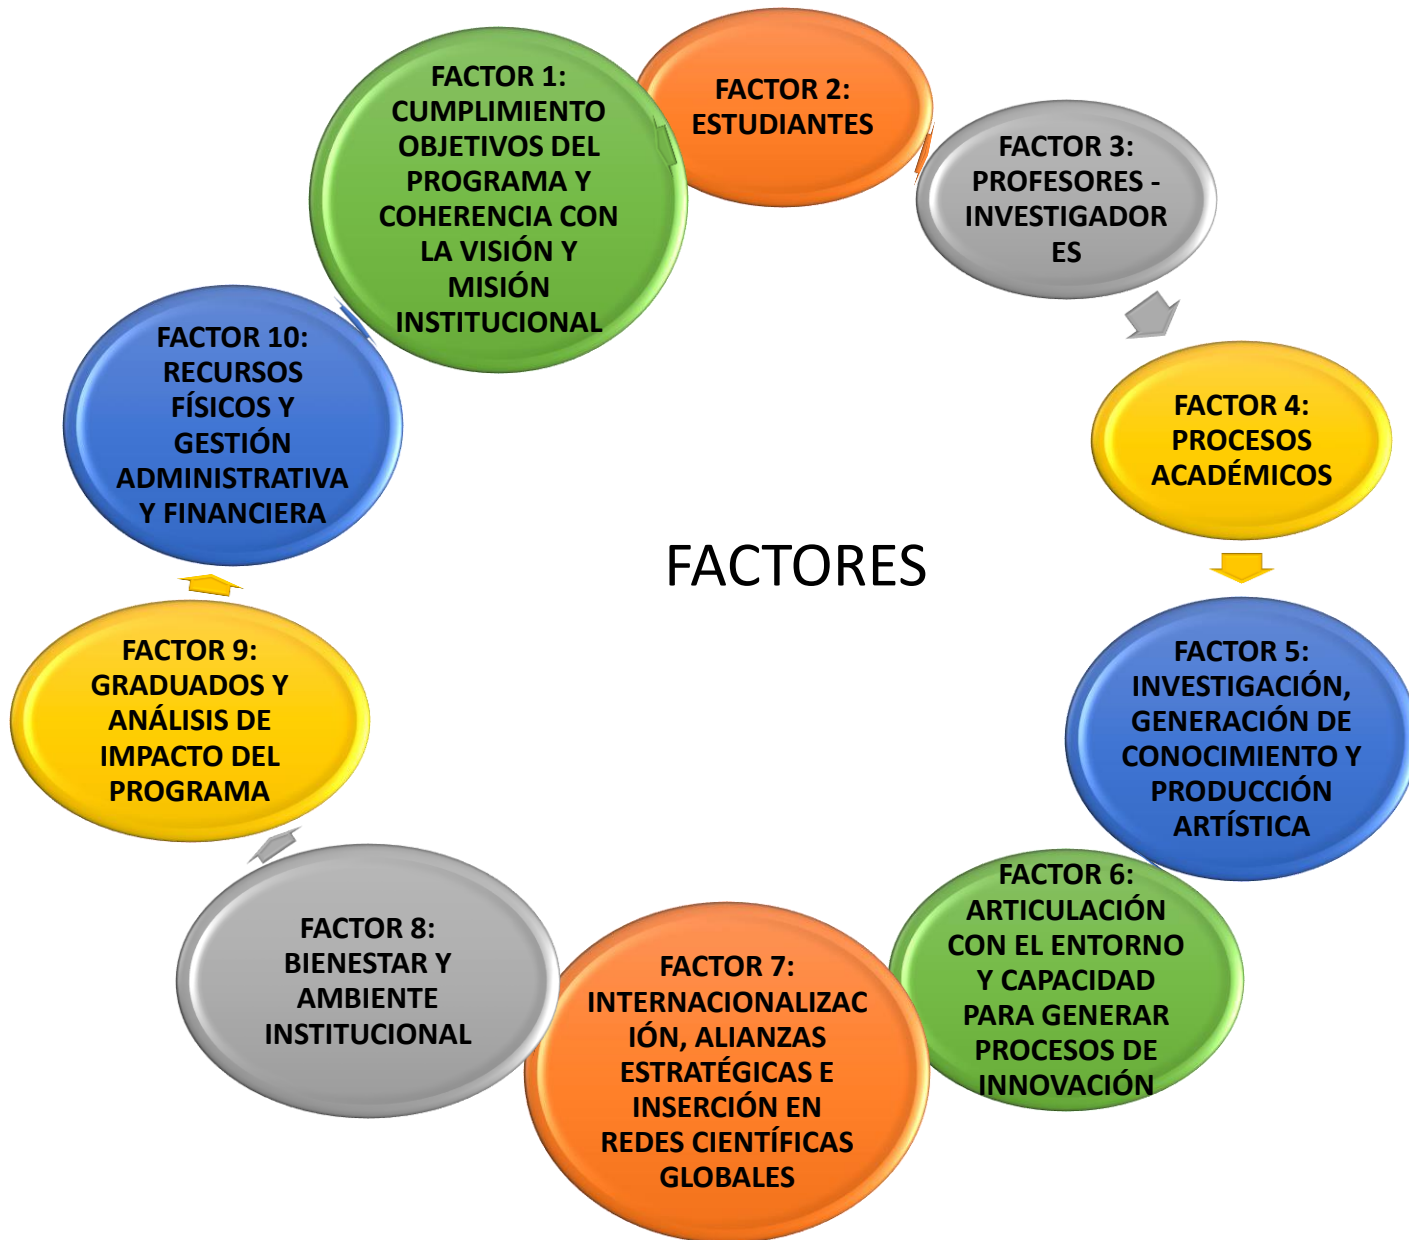 FACTOR 1:
CUMPLIMIENTO
OBJETIVOS DEL
PROGRAMA Y
COHERENCIA CON
LA VISIÓN Y
MISIÓN
INSTITUCIONAL
FACTOR 2:
ESTUDIANTES
FACTOR 3:
PROFESORES -
INVESTIGADOR
ES
FACTOR 4:
PROCESOS
ACADÉMICOS
FACTOR 5:
INVESTIGACIÓN,
GENERACIÓN DE
CONOCIMIENTO Y
PRODUCCIÓN
ARTÍSTICA
FACTOR 6:
ARTICULACIÓN
CON EL ENTORNO
Y CAPACIDAD
PARA GENERAR
PROCESOS DE
INNOVACIÓN
FACTOR 7:
INTERNACIONALIZAC
IÓN, ALIANZAS
ESTRATÉGICAS E
INSERCIÓN EN
REDES CIENTÍFICAS
GLOBALES
FACTOR 8:
BIENESTAR Y
AMBIENTE
INSTITUCIONAL
FACTOR 9:
GRADUADOS Y
ANÁLISIS DE
IMPACTO DEL
PROGRAMA
FACTOR 10:
RECURSOS
FÍSICOS Y
GESTIÓN
ADMINISTRATIVA
Y FINANCIERA
FACTORES